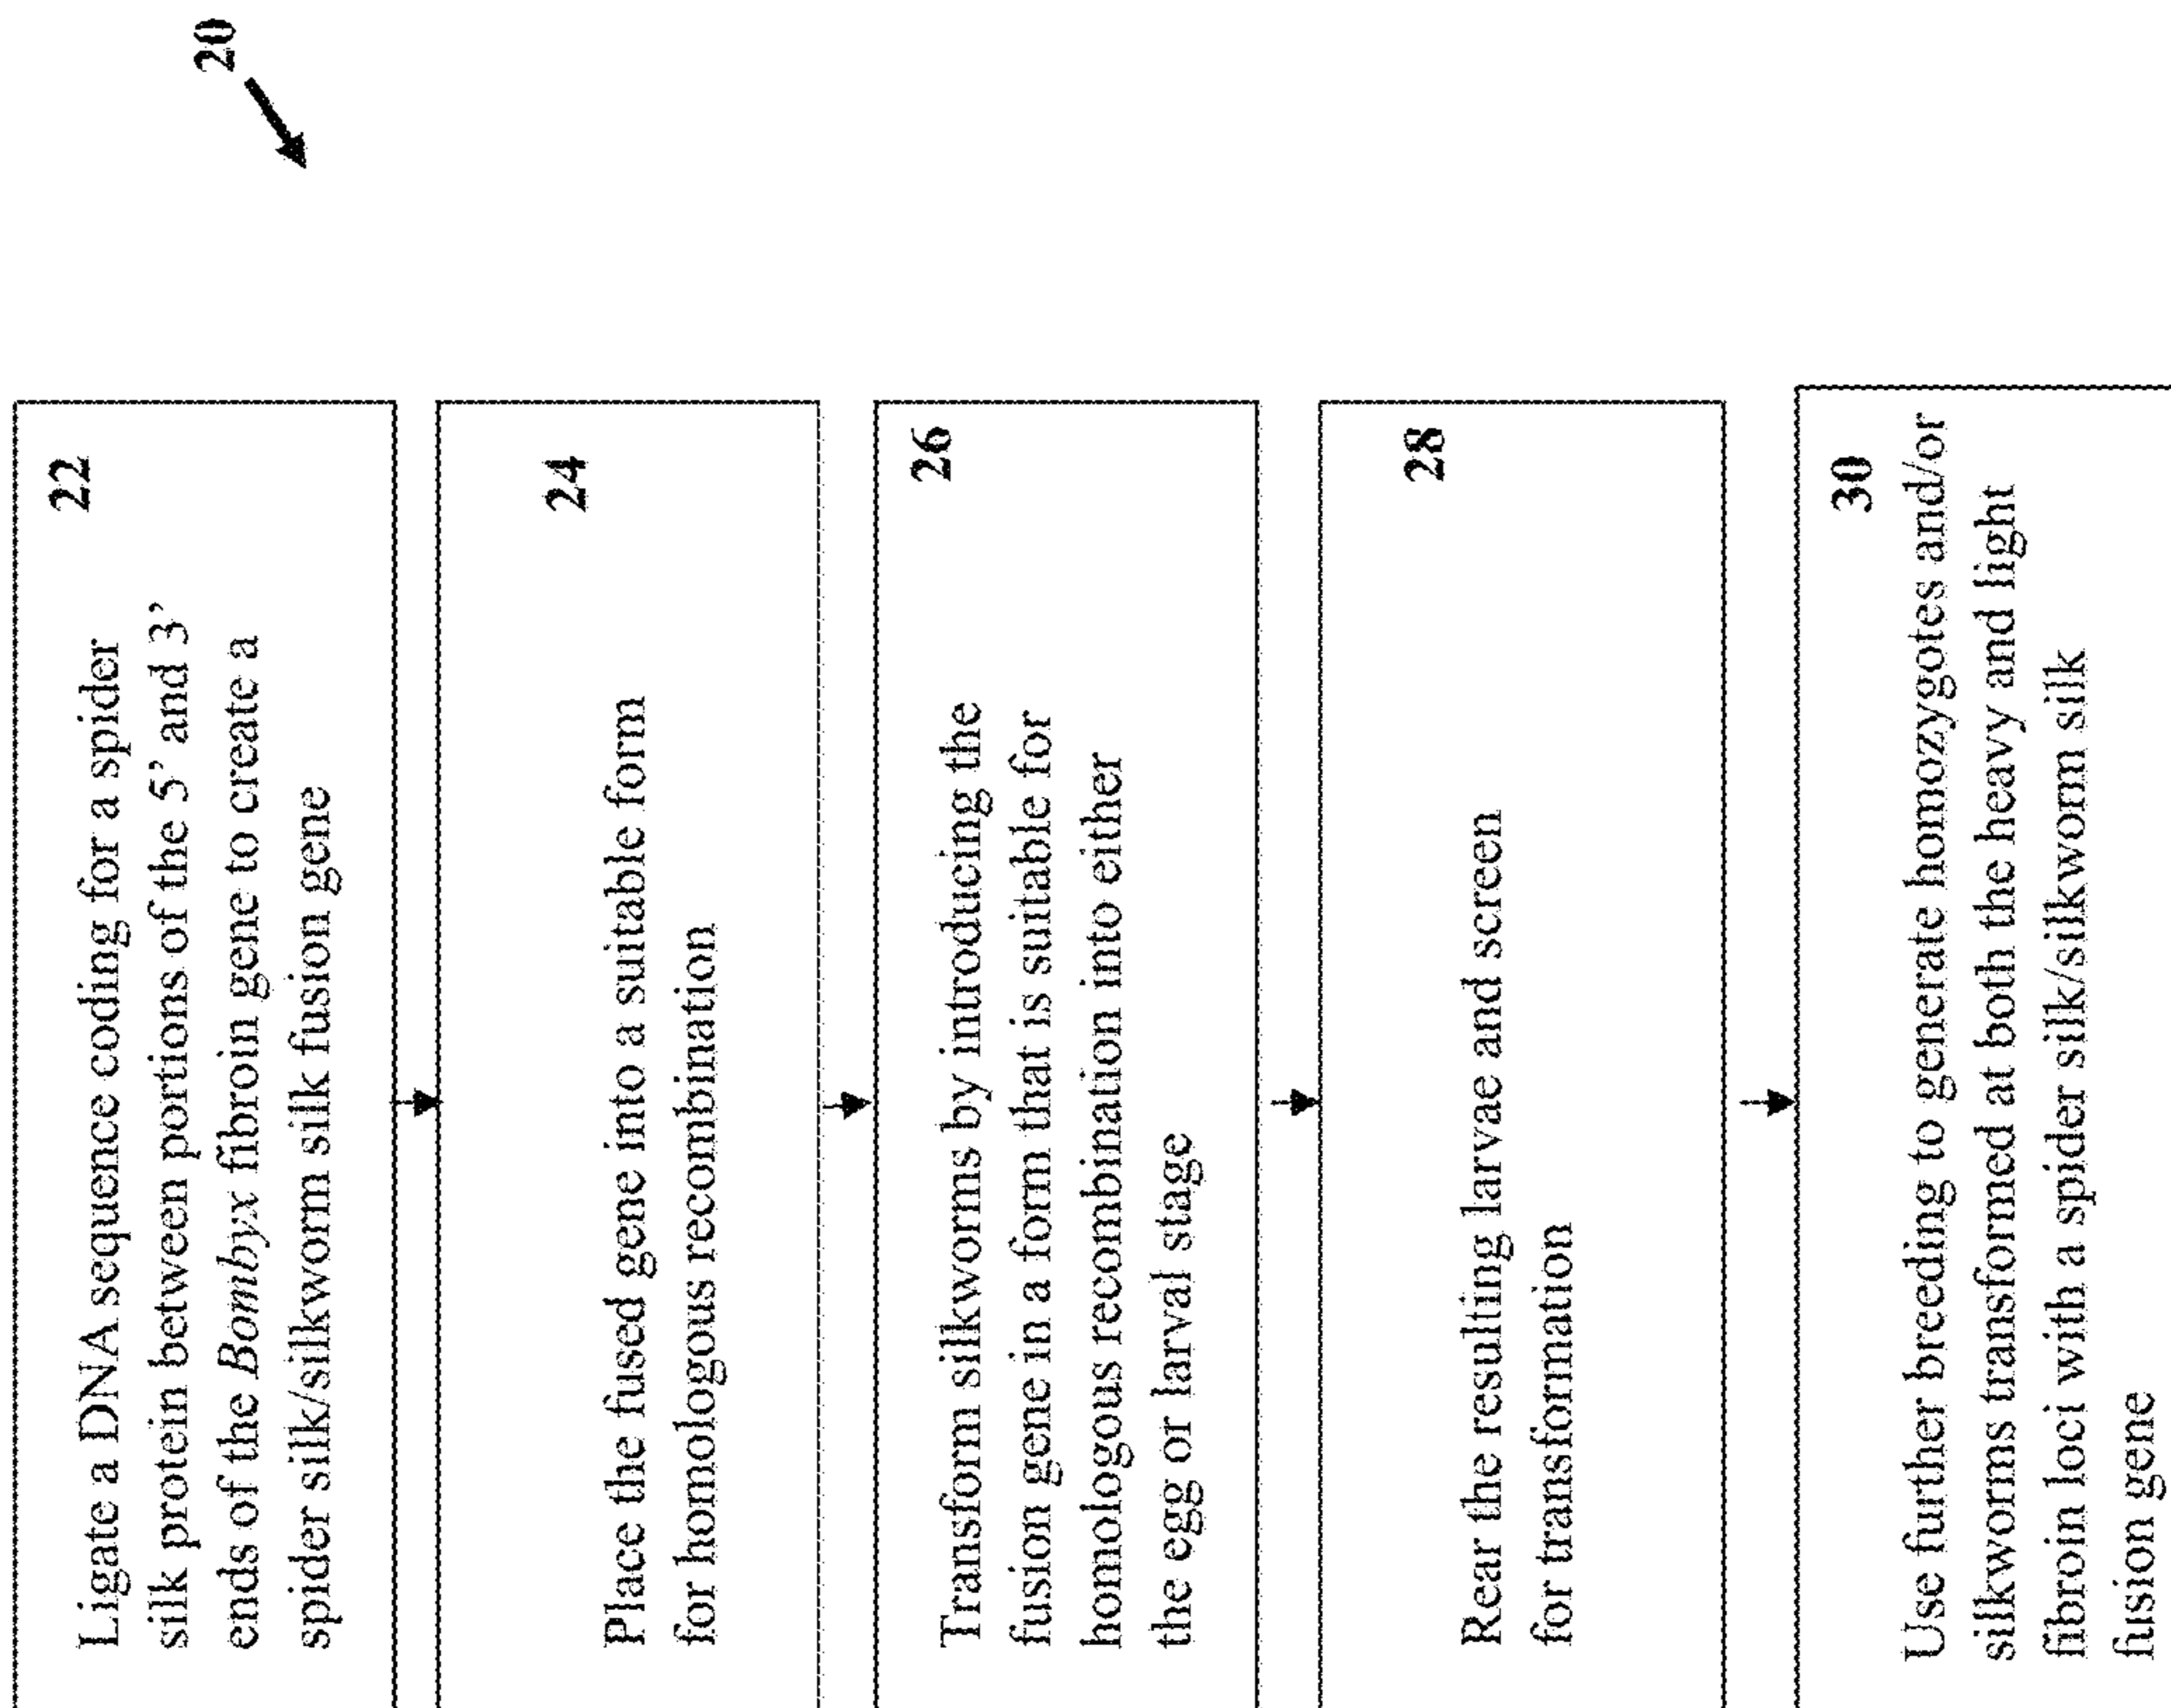 20
22
Ligate a DNA sequence coding for a spider
silk protein between portions of the 5’ and 3’
ends of the Bombyx fibroin gene to create a
spider silk/silkworm silk fusion gene
24
Place the fused gene into a suitable form
for homologous recombination
26
Transform silkworms by introducing the
fusion gene in a form that is suitable for
homologous recombination into either
the egg or larval stage
28
Rear the resulting larvae and screen
for transformation
30
Use further breeding to generate homozygotes and/or
silkworms transformed at both the heavy and light
fibroin loci with a spider silk/silkworm silk
fusion gene